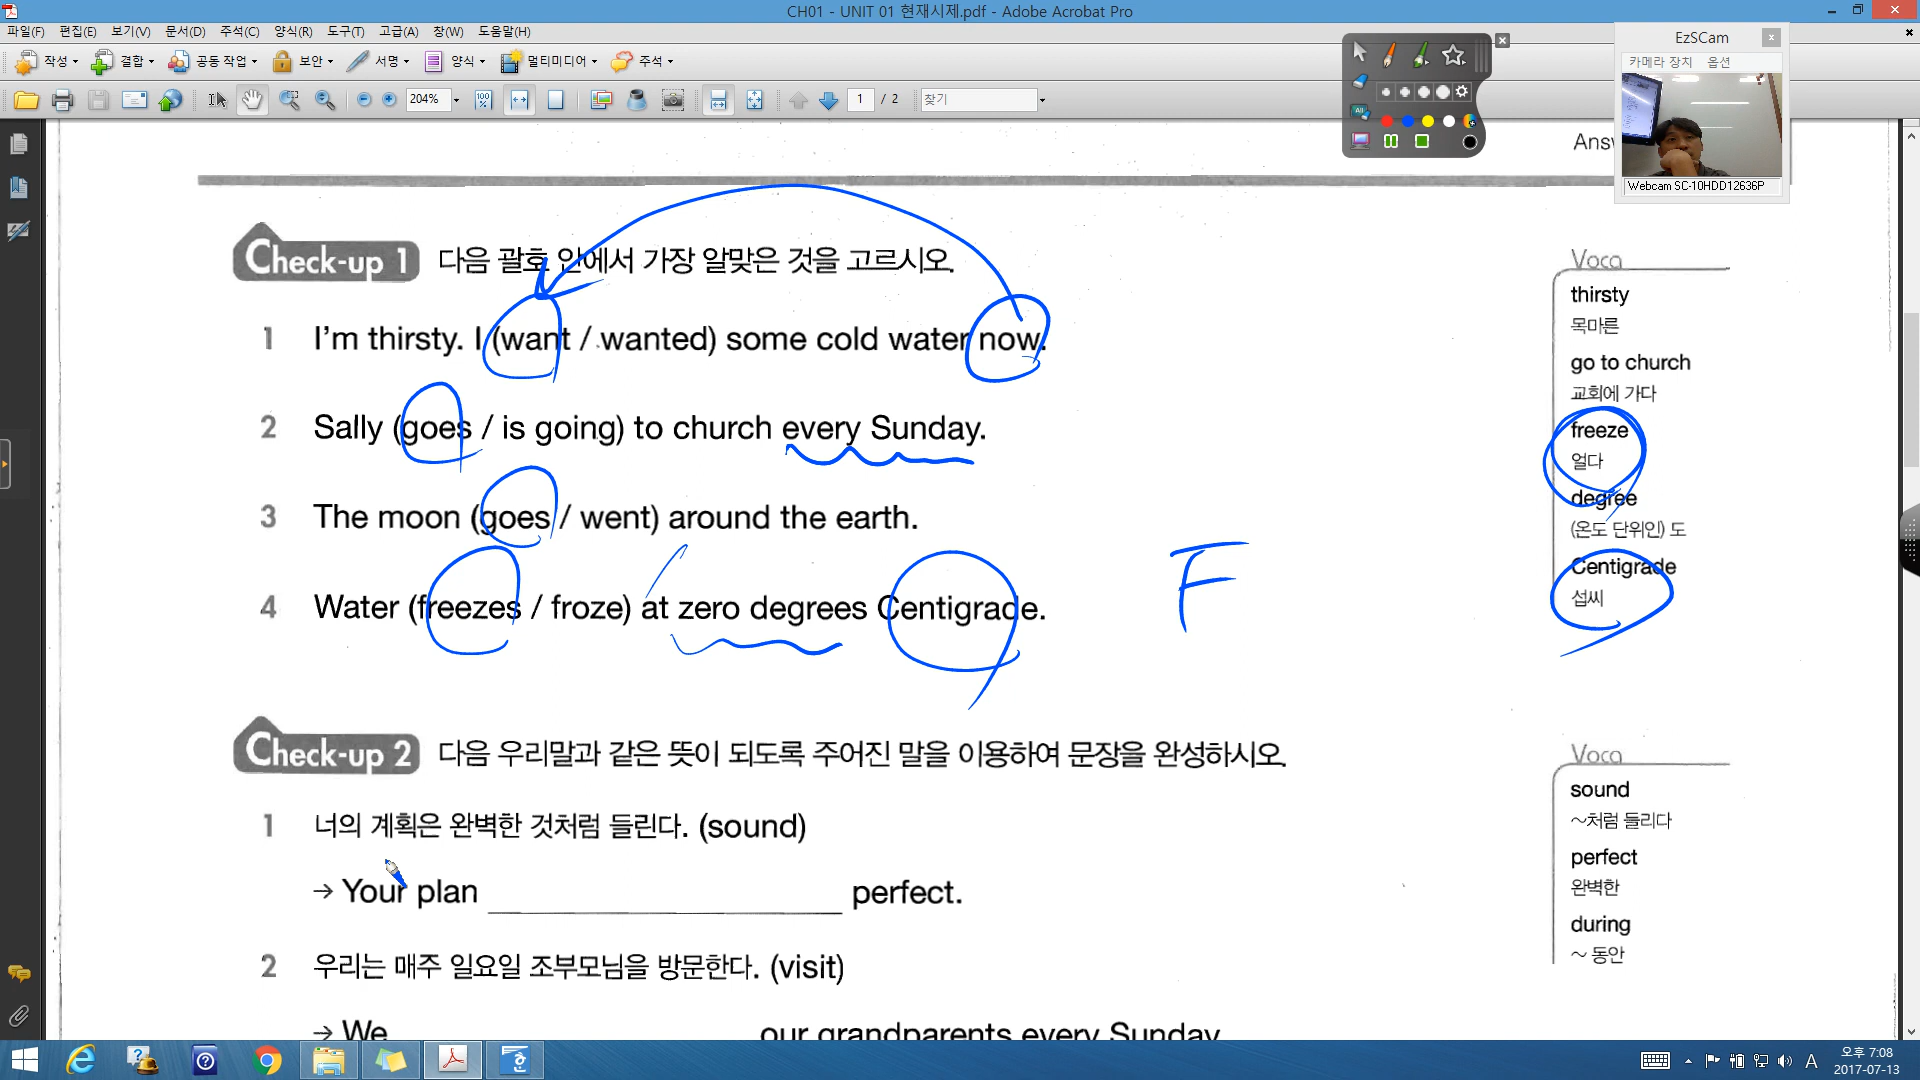 CH01 - UNIT 01 현재시제.pdf - Adobe Acrobat Pro
파일(F) 편집(E) 보기(V) 문서(D) 주석(C) 양식(R) 도구(T) 고급(A) 창(W) 도움말(H)
작성 결합 공동 작업 보안 서명 양식 멀티미디어 주석
204% 1 / 2 찾기
EzSCam
카메라 장치 옵션
Webcam SC-10HDD12636P
Check-up 1 다음 괄호 안에서 가장 알맞은 것을 고르시오.
1 I'm thirsty. I (want / wanted) some cold water now.
2 Sally (goes / is going) to church every Sunday.
3 The moon (goes / went) around the earth.
4 Water (freezes / froze) at zero degrees Centigrade.
F
Voca
thirsty
목마른
go to church
교회에 가다
freeze
얼다
degree
(온도 단위인) 도
Centigrade
섭씨
Check-up 2 다음 우리말과 같은 뜻이 되도록 주어진 말을 이용하여 문장을 완성하시오.
1 너의 계획은 완벽한 것처럼 들린다. (sound)
→ Your plan perfect.
2 우리는 매주 일요일 조부모님을 방문한다. (visit)
→ We our grandparents every Sunday
Voca
sound
~처럼 들리다
perfect
완벽한
during
~ 동안
A
오후 7:08
2017-07-13